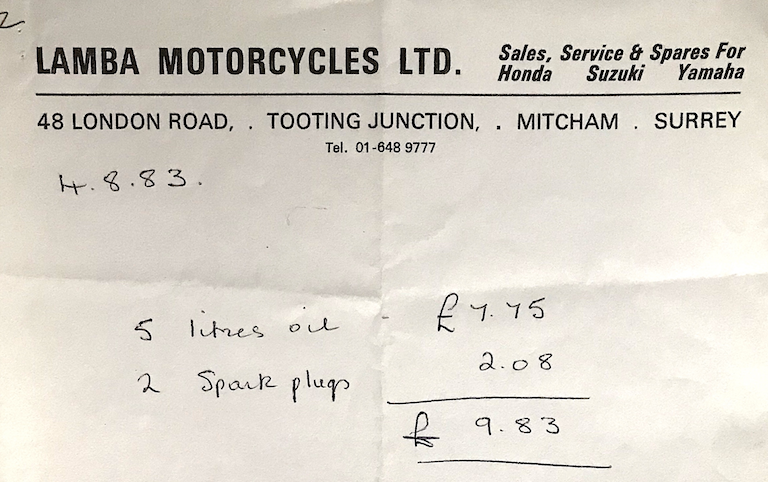 2
LAMBA MOTORCYCLES LTD. Sales, Service & Spares For
Honda Suzuki Yamaha
48 LONDON ROAD, . TOOTING JUNCTION, . MITCHAM . SURREY
Tel. 01-648 9777
4.8.83.
5 litres oil - £7.75
2 Spark plugs 2.08
£ 9.83